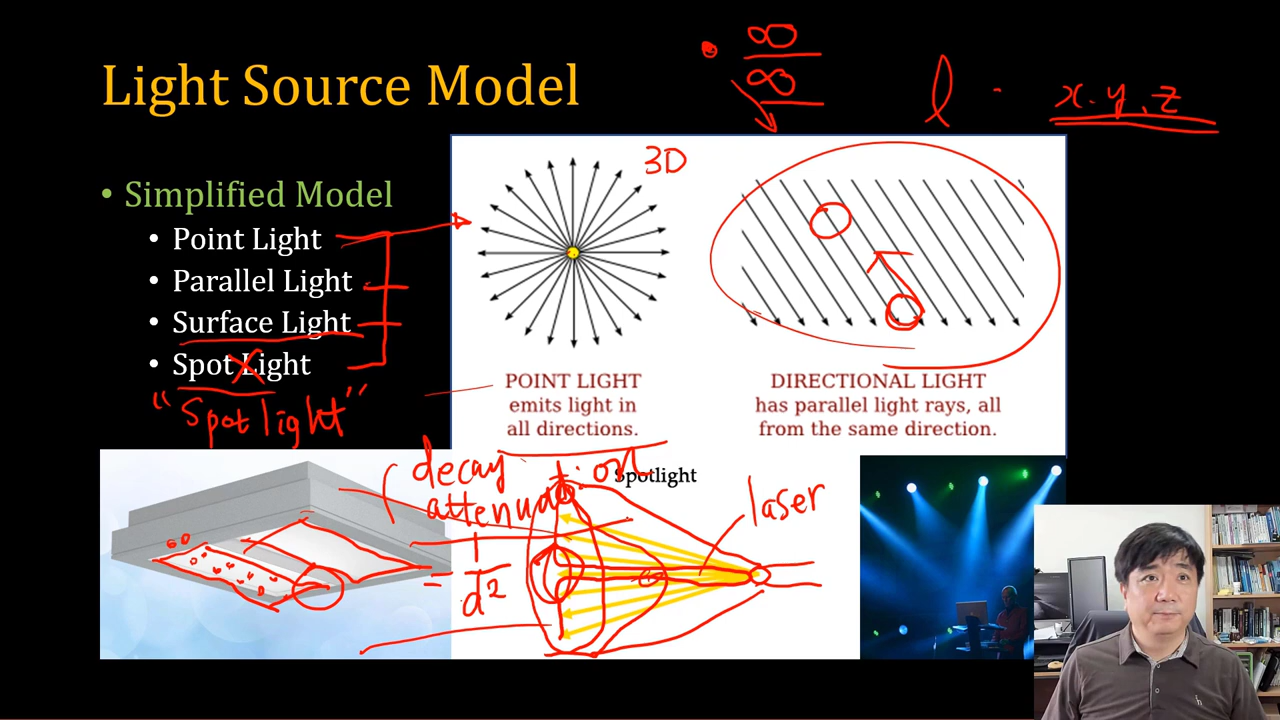 Light Source Model
∞
∞
l · x.y,z
• Simplified Model
• Point Light
• Parallel Light
• Surface Light
• Spot Light
"Spotlight"
3D
POINT LIGHT
emits light in
all directions.
DIRECTIONAL LIGHT
has parallel light rays, all
from the same direction.
Spotlight
decay
attenuation
1
d²
laser